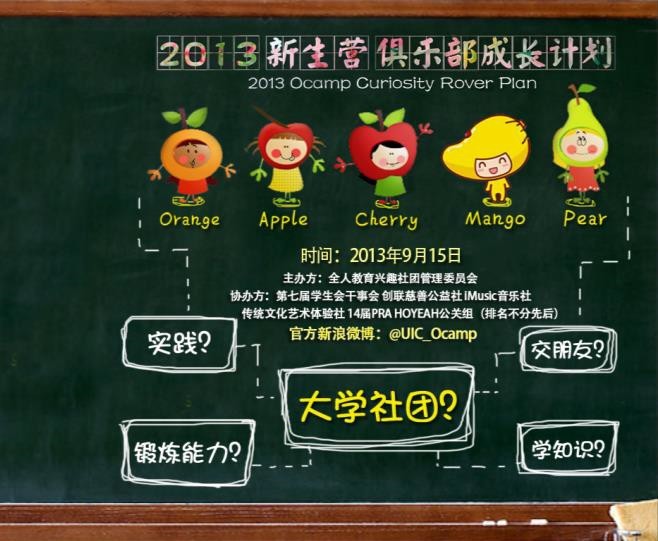 2013新生营俱乐部成长计划
2013 Ocamp Curiosity Rover Plan
Orange Apple Cherry Mango Pear
时间：2013年9月15日
主办方：全人教育兴趣社团管理委员会
协办方：第七届学生会干事会 创联慈善公益社 iMusic音乐社
传统文化艺术体验社 14届PRA HOYEAH公关组（排名不分先后）
官方新浪微博：@UIC_Ocamp
实践?
交朋友?
大学社团?
锻炼能力?
学知识?